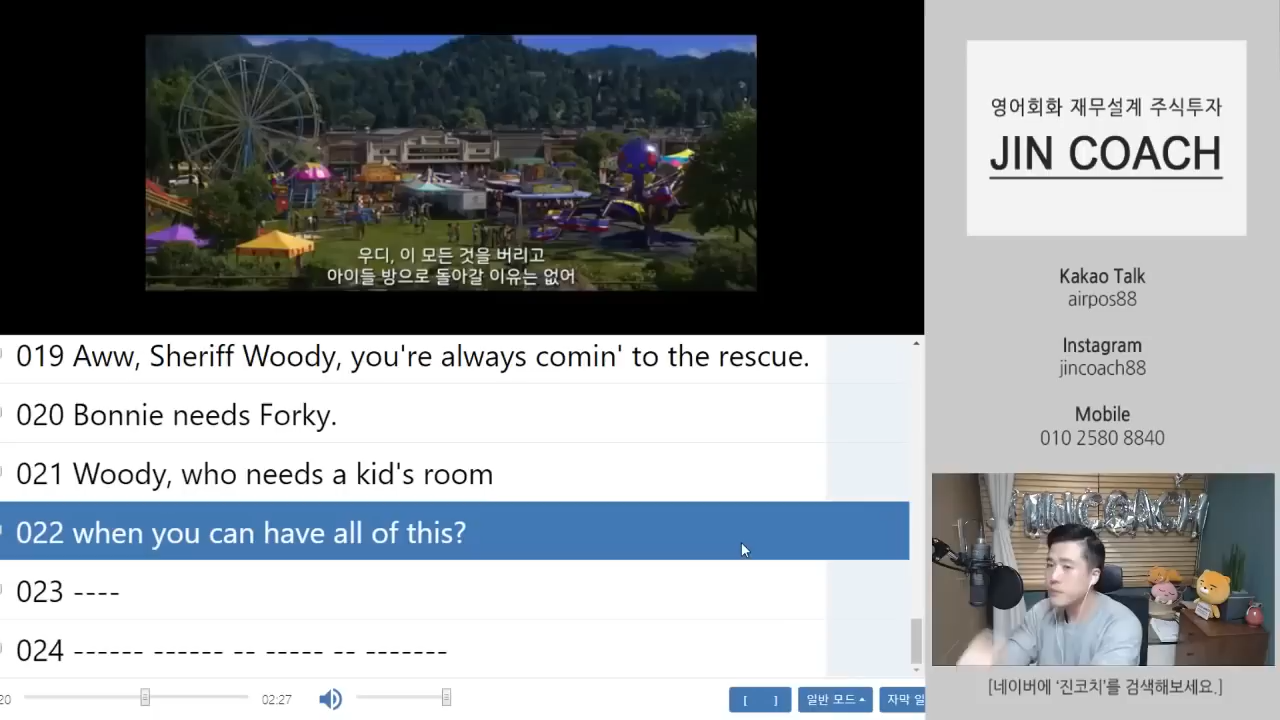 우디, 이 모든 것을 버리고
아이들 방으로 돌아갈 이유는 없어
019 Aww, Sheriff Woody, you're always comin' to the rescue.
020 Bonnie needs Forky.
021 Woody, who needs a kid's room
022 when you can have all of this?
023 ----
024 ------ ------ -- ----- -- -------
20
02:27
[ ]
일반 모드
자막 일
영어회화 재무설계 주식투자
JIN COACH
Kakao Talk
airpos88
Instagram
jincoach88
Mobile
010 2580 8840
JINCOACH
[네이버에 '진코치'를 검색해보세요.]